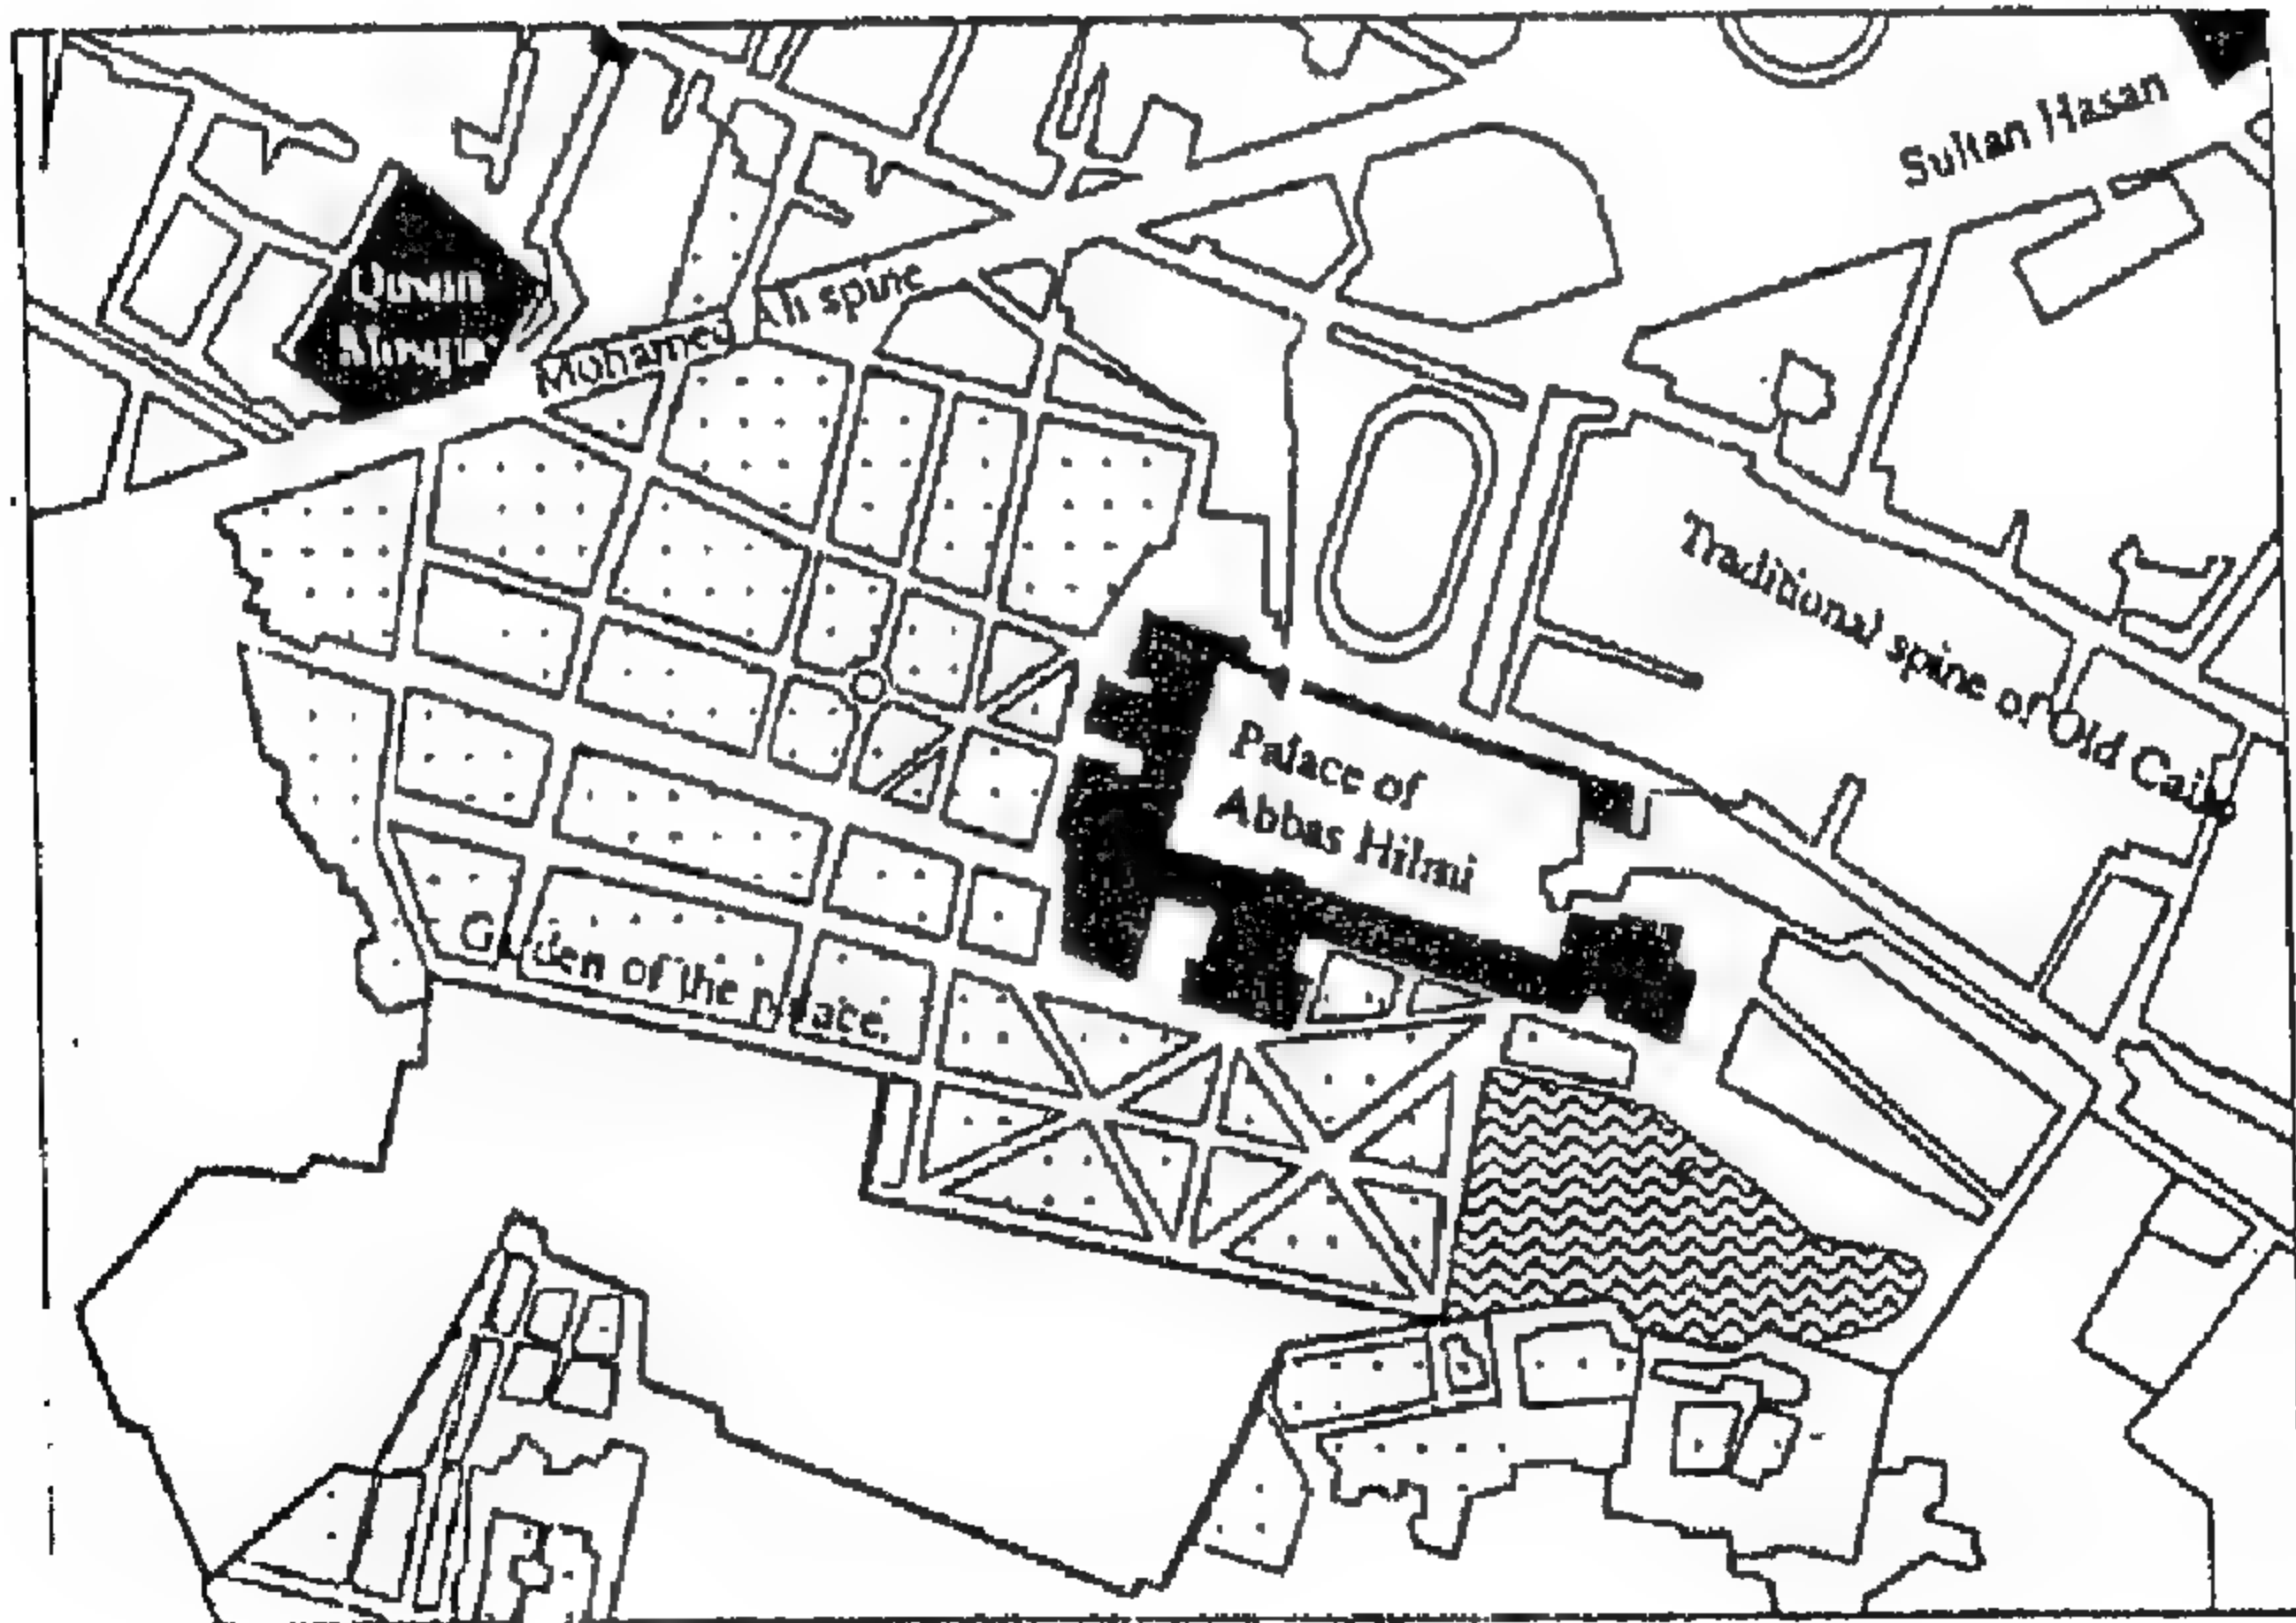 Sultan Hasan
Mohamed Ali spine
Traditional spine of Old Cairo
Palace of
Abbas Hilmi
Garden of the palace